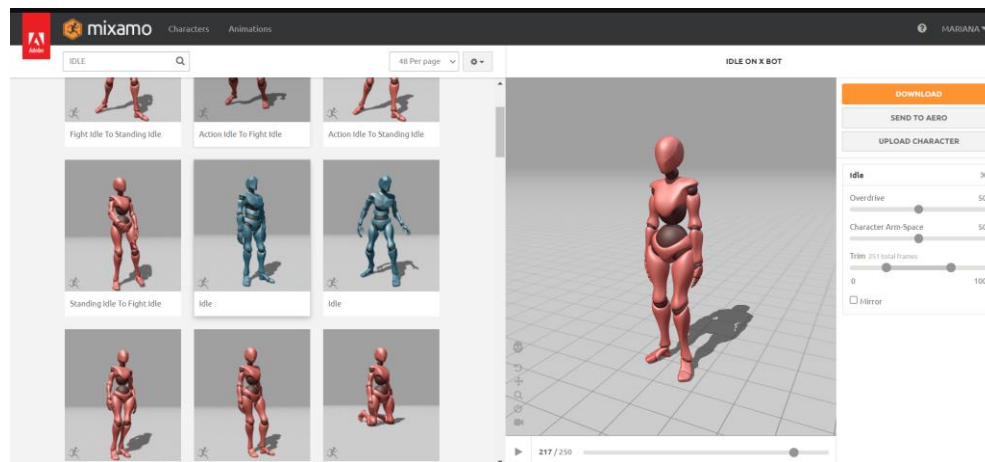 Adobe
mixamo
Characters
Animations
MARIANA
IDLE
48 Per page
IDLE ON X BOT
Fight Idle To Standing Idle
Action Idle To Fight Idle
Action Idle To Standing Idle
Standing Idle To Fight Idle
Idle
Idle
217 / 250
DOWNLOAD
SEND TO AERO
UPLOAD CHARACTER
Idle
Overdrive 50
Character Arm-Space 50
Trim 251 total frames
0 100
Mirror